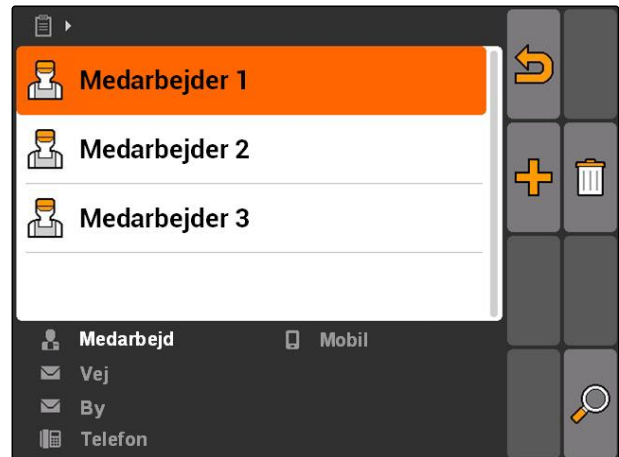 Medarbejder 1
Medarbejder 2
Medarbejder 3
Medarbejd Mobil
Vej
By
Telefon